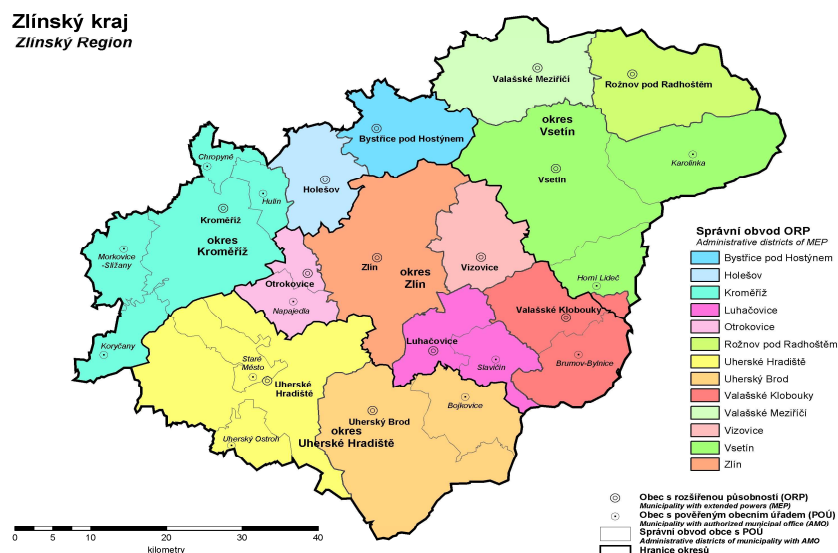 Zlínský kraj
Zlínský Region
Valašské Meziříčí
Rožnov pod Radhoštěm
okres
Vsetín
Bystřice pod Hostýnem
Chropyně
Karolinka
Vsetín
Holešov
Hulín
Kroměříž
okres
Kroměříž
Morkovice
-Slížany
Zlín
okres
Zlín
Vizovice
Otrokovice
Horní Lideč
Napajedla
Valašské Klobouky
Koryčany
Luhačovice
Staré
Město
Slavičín
Brumov-Bylnice
Uherské
Hradiště
Bojkovice
Uherský Brod
okres
Uherské Hradiště
Uherský Ostroh
Správní obvod ORP
Administrative districts of MEP
Bystřice pod Hostýnem
Holešov
Kroměříž
Luhačovice
Otrokovice
Rožnov pod Radhoštěm
Uherské Hradiště
Uherský Brod
Valašské Klobouky
Valašské Meziříčí
Vizovice
Vsetín
Zlín
Obec s rozšířenou působností (ORP)
Municipality with extended powers (MEP)
Obec s pověřeným obecním úřadem (POÚ)
Municipality with authorized municipal office (AMO)
Správní obvod obce s POÚ
Administrative districts of municipality with AMO
Hranice okresů
0 5 10 20 30 40
kilometry